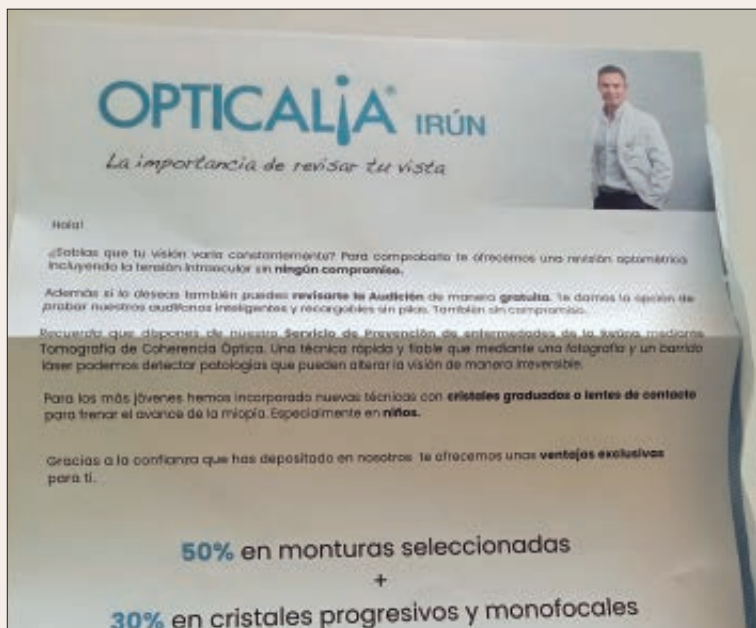 OPTICALiA® IRÚN
La importancia de revisar tu vista
Hola!
¿Sabías que tu visión varía constantemente? Para comprobarlo te ofrecemos una revisión optométrica
incluyendo la tensión intraocular sin ningún compromiso.
Además si lo deseas también puedes revisarte la Audición de manera gratuita. Te damos la opción de
probar nuestros audífonos inteligentes y recargables sin pilas. También sin compromiso.
Recuerda que dispones de nuestro Servicio de Prevención de enfermedades de la Retina mediante
Tomografía de Coherencia Óptica. Una técnica rápida y fiable que mediante una fotografía y un barrido
láser podemos detectar patologías que pueden alterar la visión de manera irreversible.
Para los más jóvenes hemos incorporado nuevas técnicas con cristales graduados o lentes de contacto
para frenar el avance de la miopía. Especialmente en niños.
Gracias a la confianza que has depositado en nosotros te ofrecemos unas ventajas exclusivas
para ti.
50% en monturas seleccionadas
+
30% en cristales progresivos y monofocales